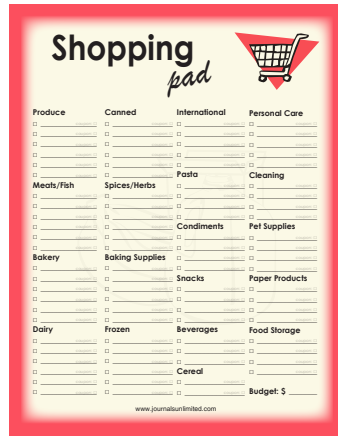 Shopping
pad
Produce
Canned
International
Personal Care
Pasta
Cleaning
Meats/Fish
Spices/Herbs
Condiments
Pet Supplies
Bakery
Baking Supplies
Snacks
Paper Products
Dairy
Frozen
Beverages
Food Storage
Cereal
Budget: $
www.journalsunlimited.com